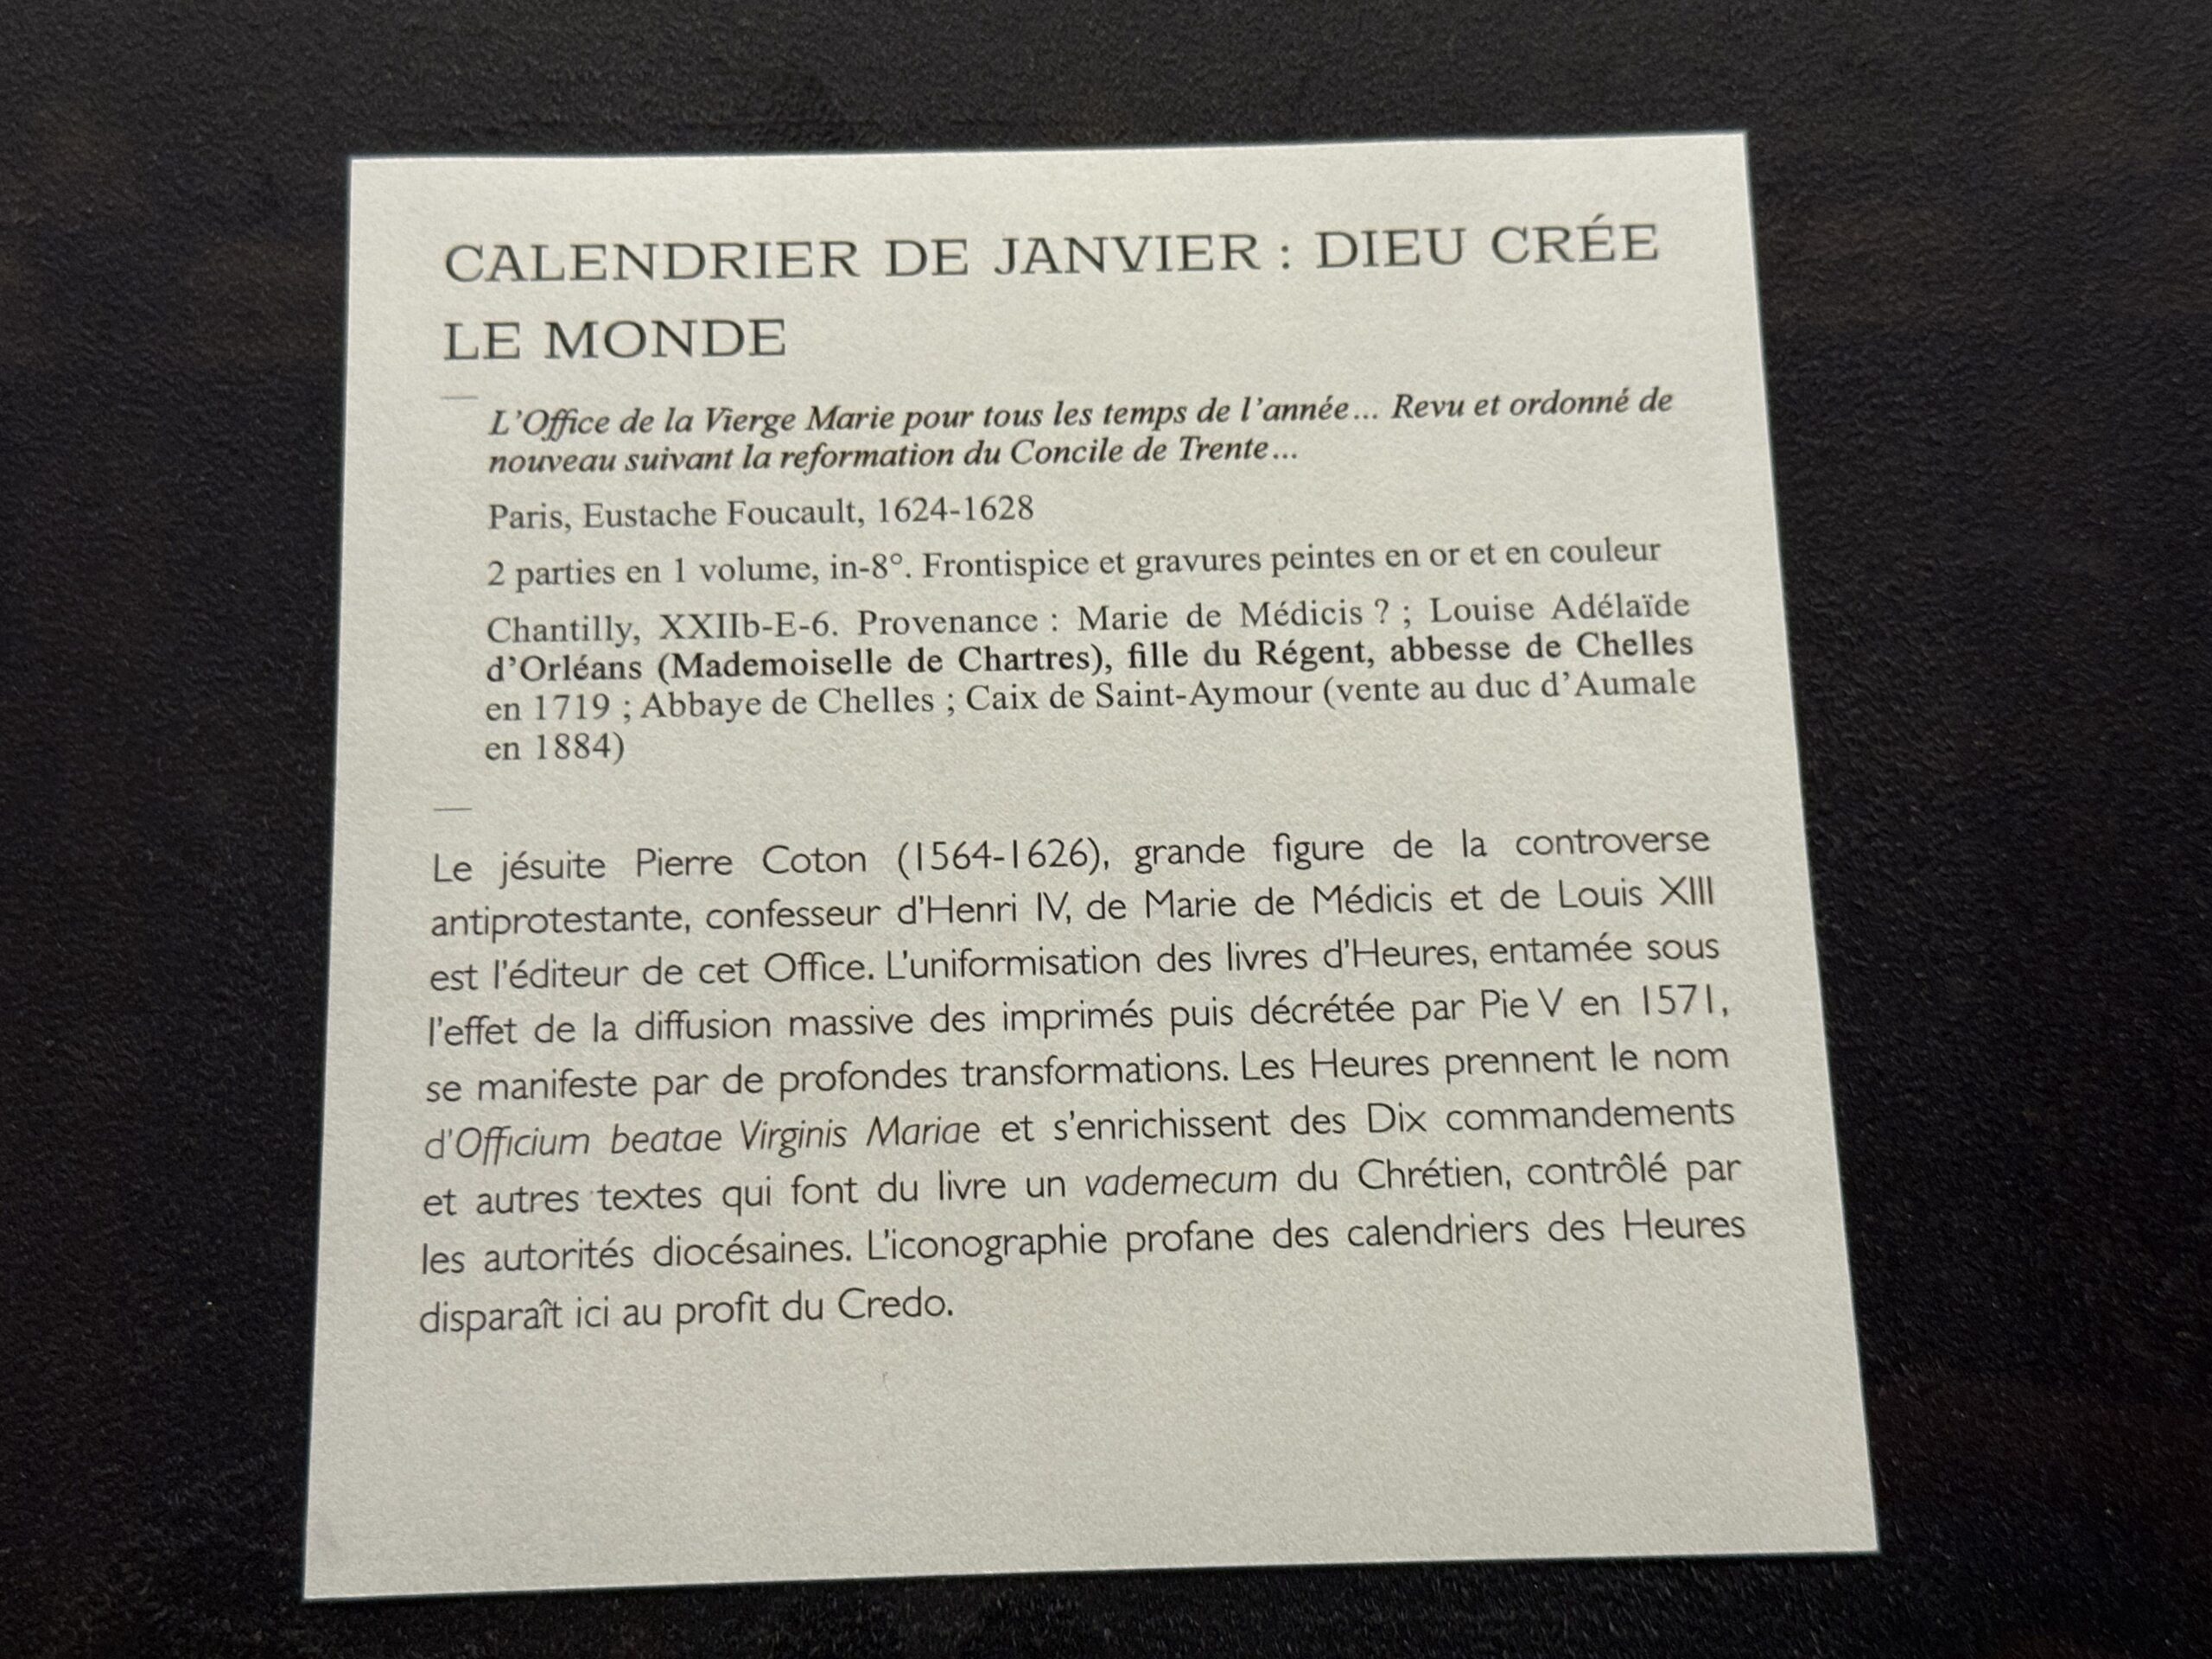 CALENDRIER DE JANVIER : DIEU CRÉE
LE MONDE
L'Office de la Vierge Marie pour tous les temps de l'année... Revu et ordonné de
nouveau suivant la reformation du Concile de Trente...
Paris, Eustache Foucault, 1624-1628
2 parties en 1 volume, in-8°. Frontispice et gravures peintes en or et en couleur
Chantilly, XXIIb-E-6. Provenance : Marie de Médicis ? ; Louise Adélaïde
d'Orléans (Mademoiselle de Chartres), fille du Régent, abbesse de Chelles
en 1719 ; Abbaye de Chelles ; Caix de Saint-Aymour (vente au duc d'Aumale
en 1884)
Le jésuite Pierre Coton (1564-1626), grande figure de la controverse
antiprotestante, confesseur d'Henri IV, de Marie de Médicis et de Louis XIII
est l'éditeur de cet Office. L'uniformisation des livres d'Heures, entamée sous
l'effet de la diffusion massive des imprimés puis décrétée par Pie V en 1571,
se manifeste par de profondes transformations. Les Heures prennent le nom
d'Officium beatae Virginis Mariae et s'enrichissent des Dix commandements
et autres textes qui font du livre un vademecum du Chrétien, contrôlé par
les autorités diocésaines. L'iconographie profane des calendriers des Heures
disparaît ici au profit du Credo.